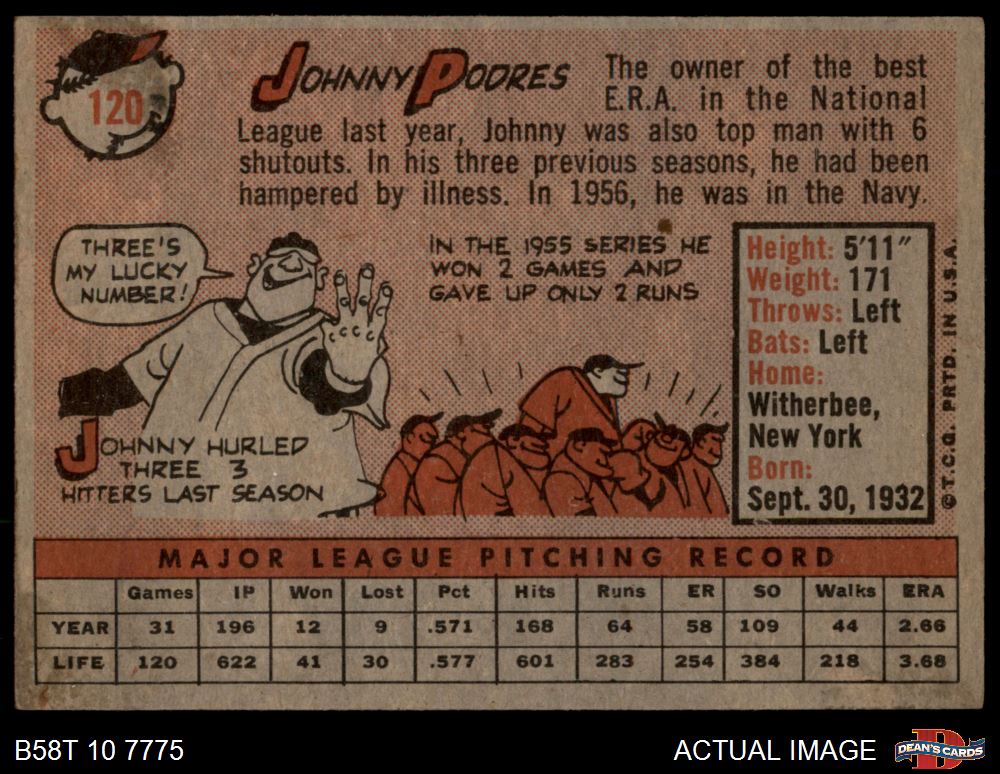 120
JOHNNY PODRES
The owner of the best
E.R.A. in the National
League last year, Johnny was also top man with 6
shutouts. In his three previous seasons, he had been
hampered by illness. In 1956, he was in the Navy.
THREE'S
MY LUCKY
NUMBER!
IN THE 1955 SERIES HE
WON 2 GAMES AND
GAVE UP ONLY 2 RUNS
JOHNNY HURLED
THREE 3
HITTERS LAST SEASON
Height: 5'11"
Weight: 171
Throws: Left
Bats: Left
Home:
Witherbee,
New York
Born:
Sept. 30, 1932
©T.C.G. PRTD. IN U.S.A.
MAJOR LEAGUE PITCHING RECORD
Games IP Won Lost Pct Hits Runs ER SO Walks ERA
YEAR 31 196 12 9 .571 168 64 58 109 44 2.66
LIFE 120 622 41 30 .577 601 283 254 384 218 3.68
B58T 10 7775
ACTUAL IMAGE
D
DEAN'S CARDS